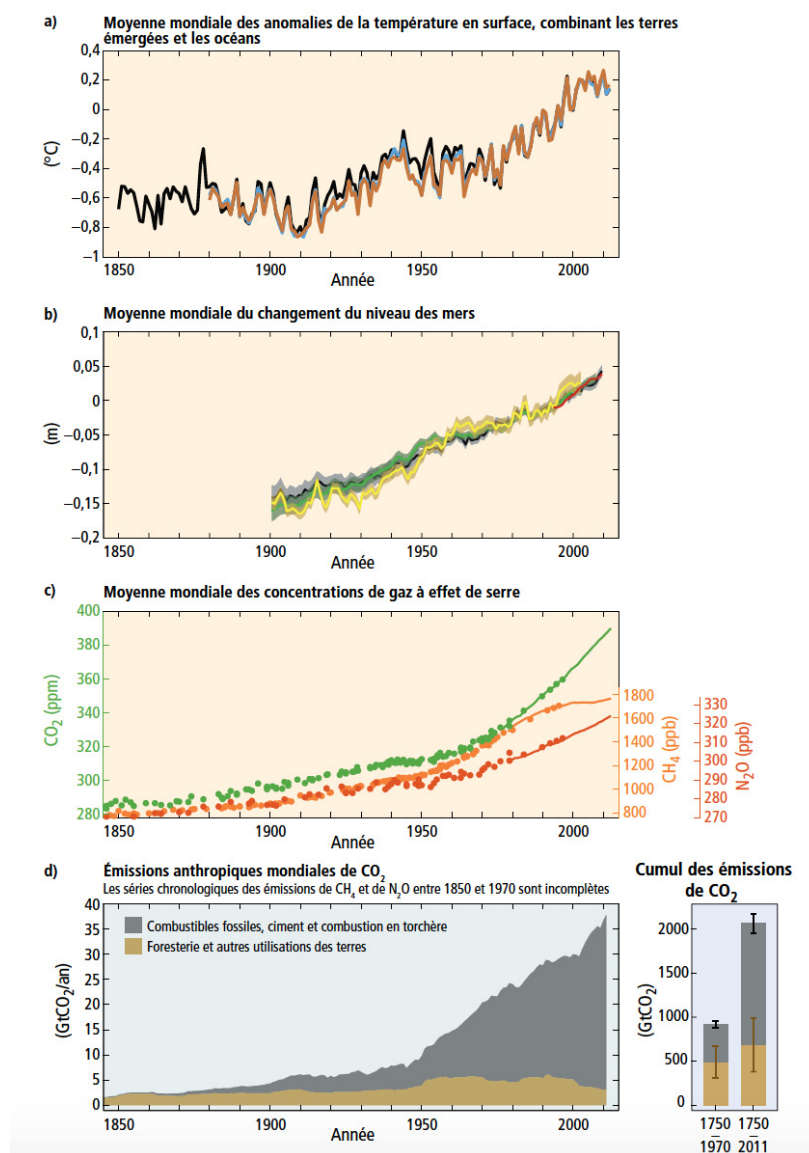 a) Moyenne mondiale des anomalies de la température en surface, combinant les terres
émergées et les océans
0,4
0,2
0
−0,2
−0,4
−0,6
−0,8
−1
(°C)
1850 1900 1950 2000
Année
b) Moyenne mondiale du changement du niveau des mers
0,1
0,05
0
−0,05
−0,1
−0,15
−0,2
(m)
1850 1900 1950 2000
Année
c) Moyenne mondiale des concentrations de gaz à effet de serre
400
380
360
340
320
300
280
CO2 (ppm)
1800
1600
1400
1200
1000
800
CH4 (ppb)
330
320
310
300
290
280
270
N2O (ppb)
1850 1900 1950 2000
Année
d) Émissions anthropiques mondiales de CO2
Les séries chronologiques des émissions de CH4 et de N2O entre 1850 et 1970 sont incomplètes
40
35
30
25
20
15
10
5
0
(GtCO2/an)
Combustibles fossiles, ciment et combustion en torchère
Foresterie et autres utilisations des terres
1850 1900 1950 2000
Année
Cumul des émissions
de CO2
2000
1500
1000
500
0
(GtCO2)
1750 1750
– –
1970 2011